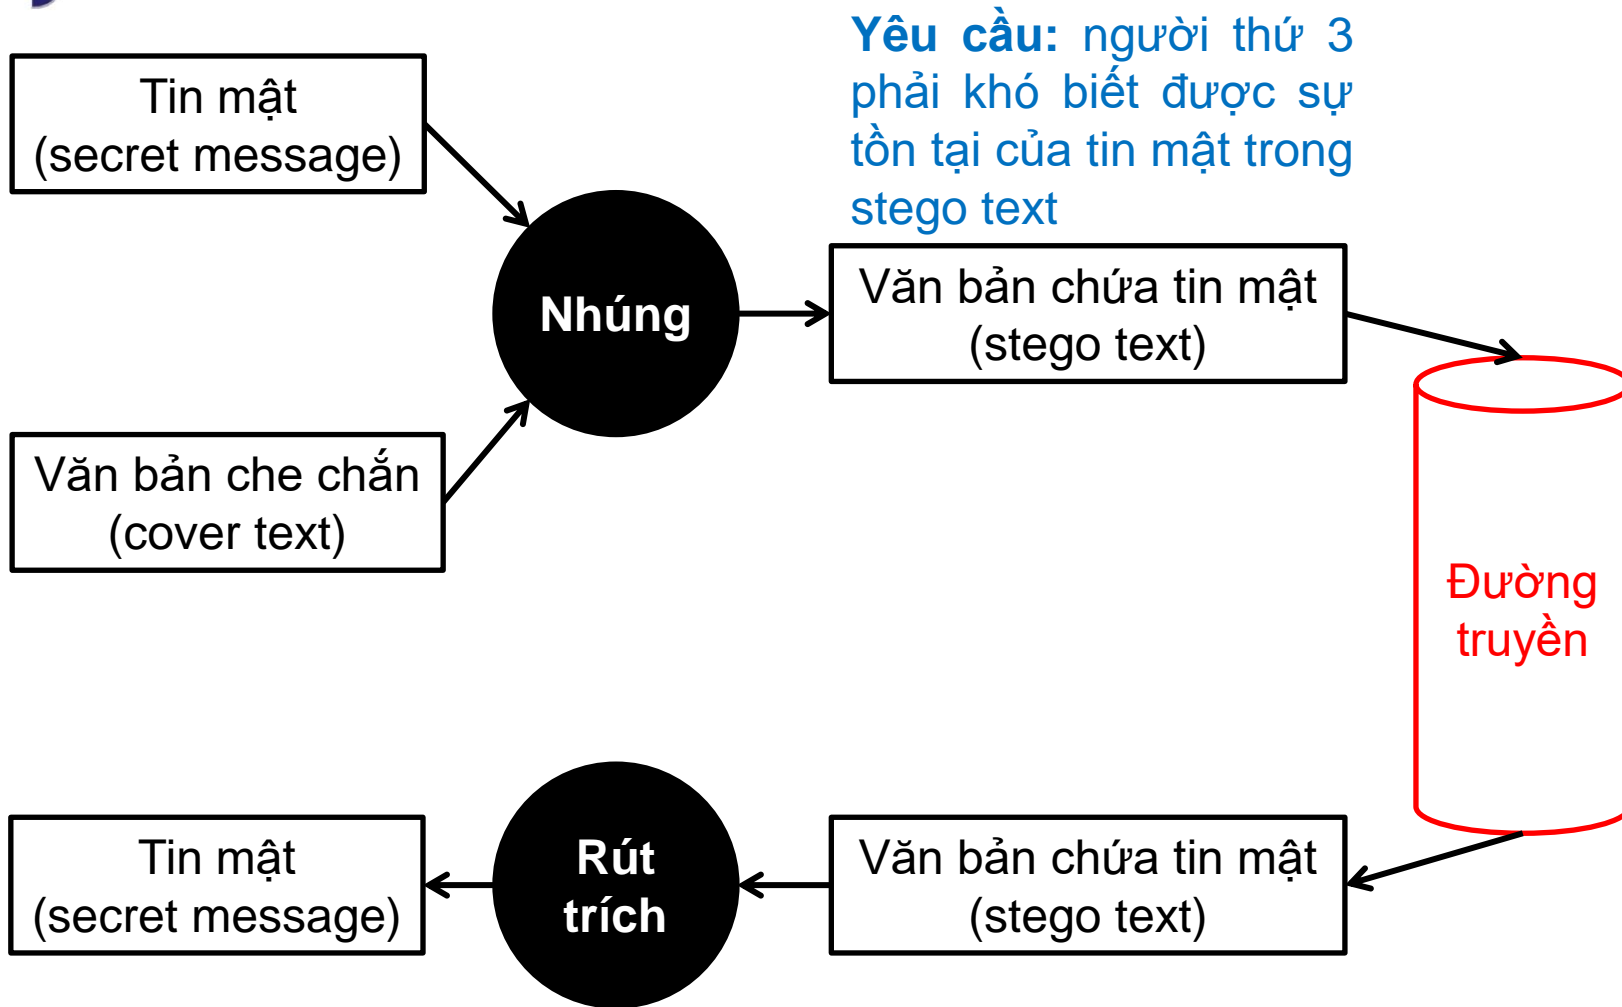 Yêu cầu: người thứ 3
phải khó biết được sự
tồn tại của tin mật trong
stego text
Tin mật
(secret message)
Nhúng
Văn bản chứa tin mật
(stego text)
Văn bản che chắn
(cover text)
Đường
truyền
Tin mật
(secret message)
Rút
trích
Văn bản chứa tin mật
(stego text)